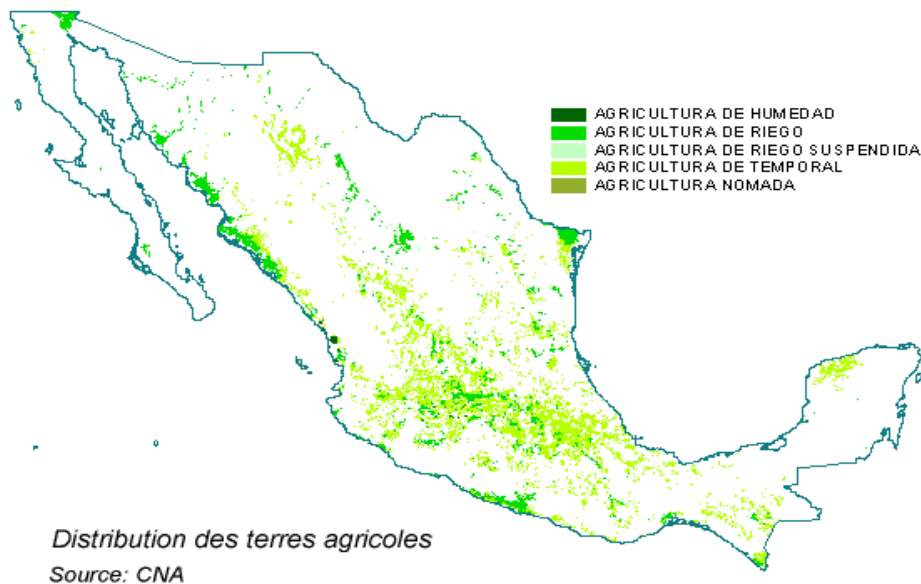 AGRICULTURA DE HUMEDAD
AGRICULTURA DE RIEGO
AGRICULTURA DE RIEGO SUSPENDIDA
AGRICULTURA DE TEMPORAL
AGRICULTURA NOMADA
Distribution des terres agricoles
Source: CNA